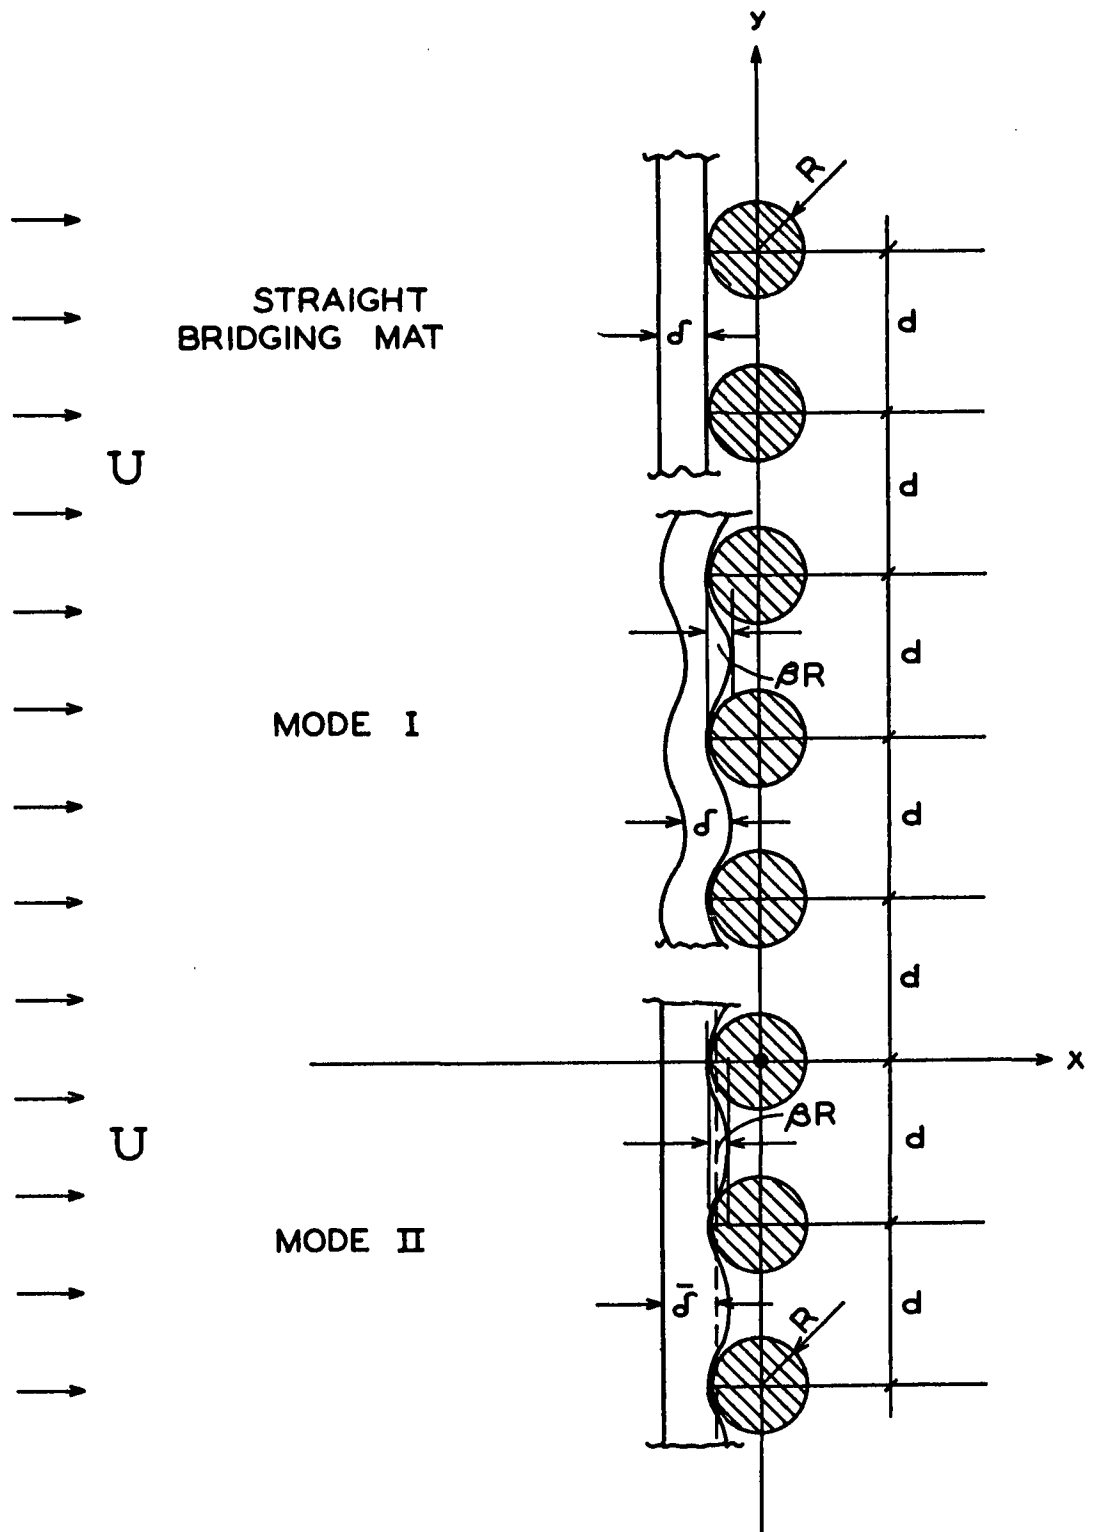 y
R
STRAIGHT
BRIDGING MAT
δ
d
U
d
d
βR
MODE I
δ
d
d
x
βR
d
U
MODE II
δ̄
R
d